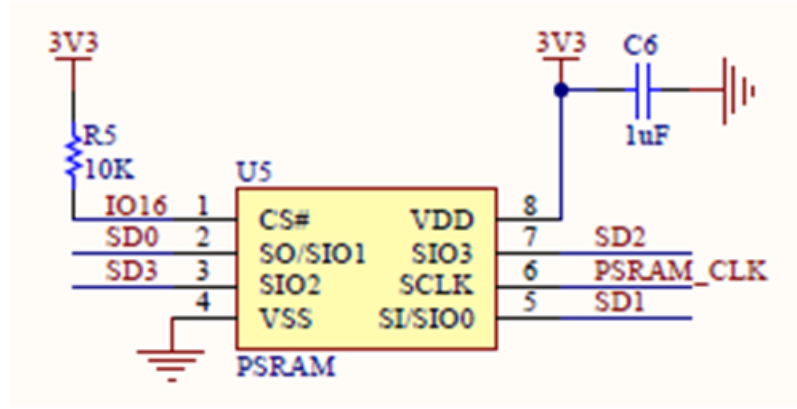 3V3
3V3
C6
R5
10K
1uF
U5
IO16 1 CS# VDD 8
SD0 2 SO/SIO1 SIO3 7 SD2
SD3 3 SIO2 SCLK 6 PSRAM_CLK
4 VSS SI/SIO0 5 SD1
PSRAM